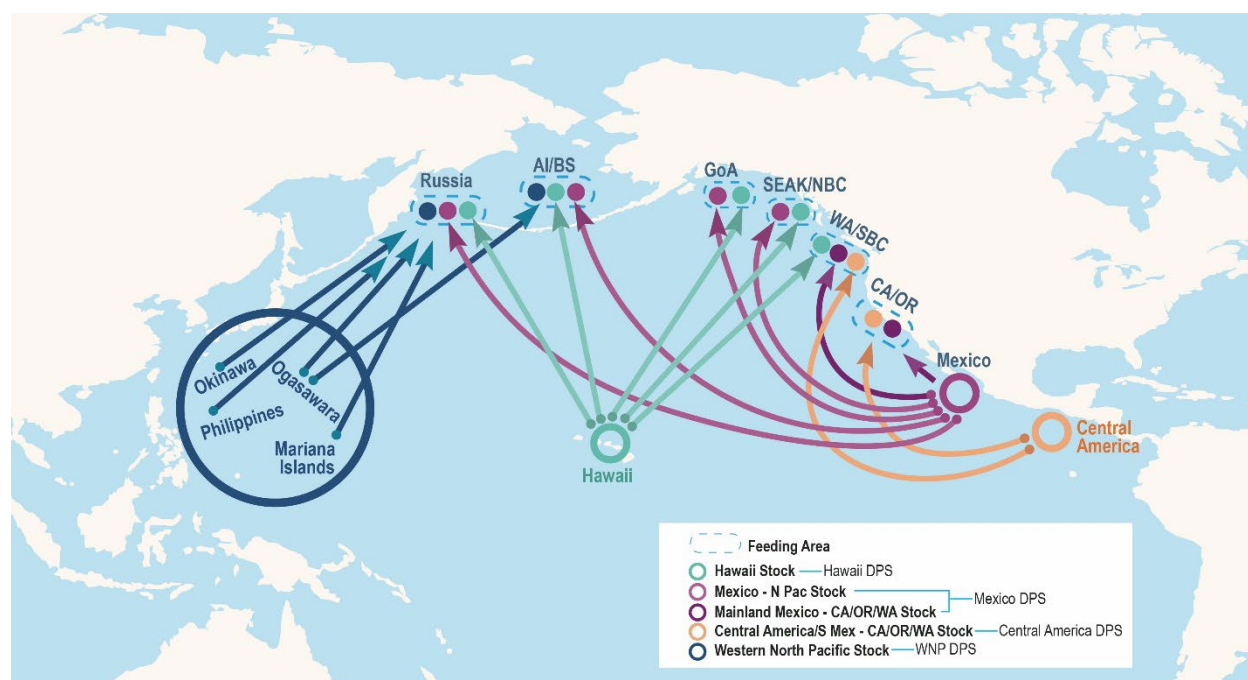 Russia
AI/BS
GoA
SEAK/NBC
WA/SBC
CA/OR
Mexico
Central
America
Hawaii
Okinawa
Ogasawara
Philippines
Mariana
Islands
Feeding Area
Hawaii Stock Hawaii DPS
Mexico - N Pac Stock
Mexico DPS
Mainland Mexico - CA/OR/WA Stock
Central America/S Mex - CA/OR/WA Stock Central America DPS
Western North Pacific Stock WNP DPS